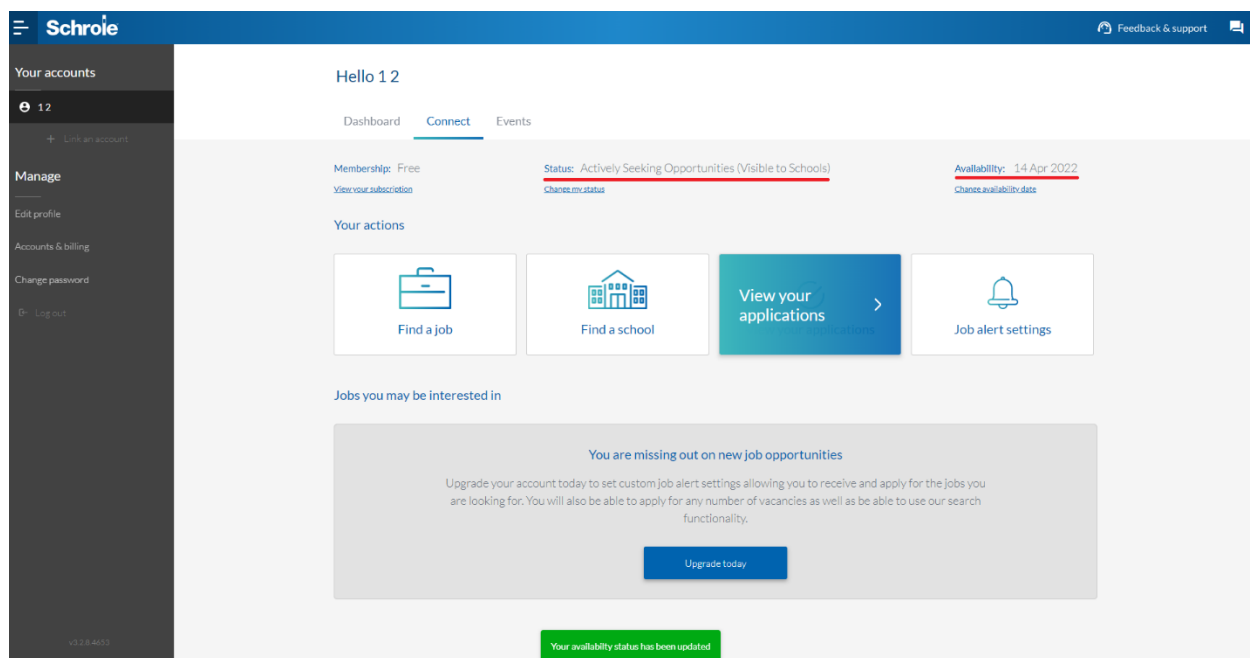 Schrole
Feedback & support
Your accounts
1 2
+ Link an account
Manage
Edit profile
Accounts & billing
Change password
Log out
v3.2.8.4653
Hello 1 2
Dashboard Connect Events
Membership: Free
View your subscription
Status: Actively Seeking Opportunities (Visible to Schools)
Change my status
Availability: 14 Apr 2022
Change availability date
Your actions
Find a job
Find a school
View your
applications
Job alert settings
Jobs you may be interested in
You are missing out on new job opportunities
Upgrade your account today to set custom job alert settings allowing you to receive and apply for the jobs you
are looking for. You will also be able to apply for any number of vacancies as well as be able to use our search
functionality.
Upgrade today
Your availabilty status has been updated